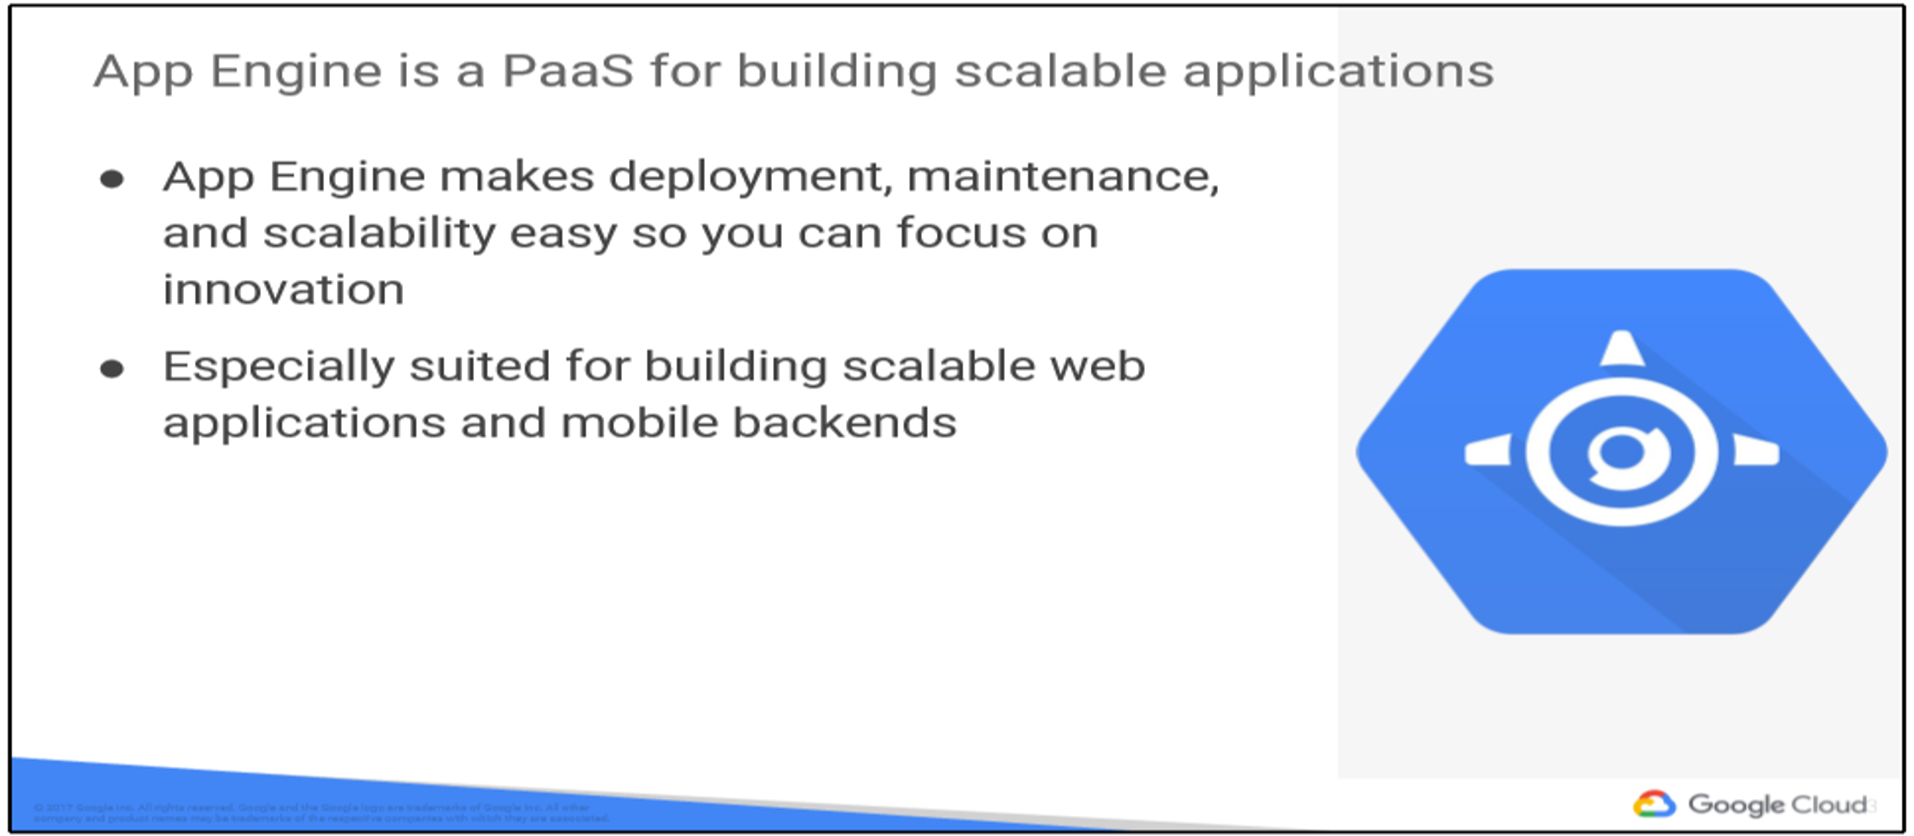 App Engine is a PaaS for building scalable applications
● App Engine makes deployment, maintenance,
and scalability easy so you can focus on
innovation
● Especially suited for building scalable web
applications and mobile backends
© 2017 Google Inc. All rights reserved. Google and the Google logo are trademarks of Google Inc. All other
company and product names may be trademarks of the respective companies with which they are associated.
Google Cloud
3